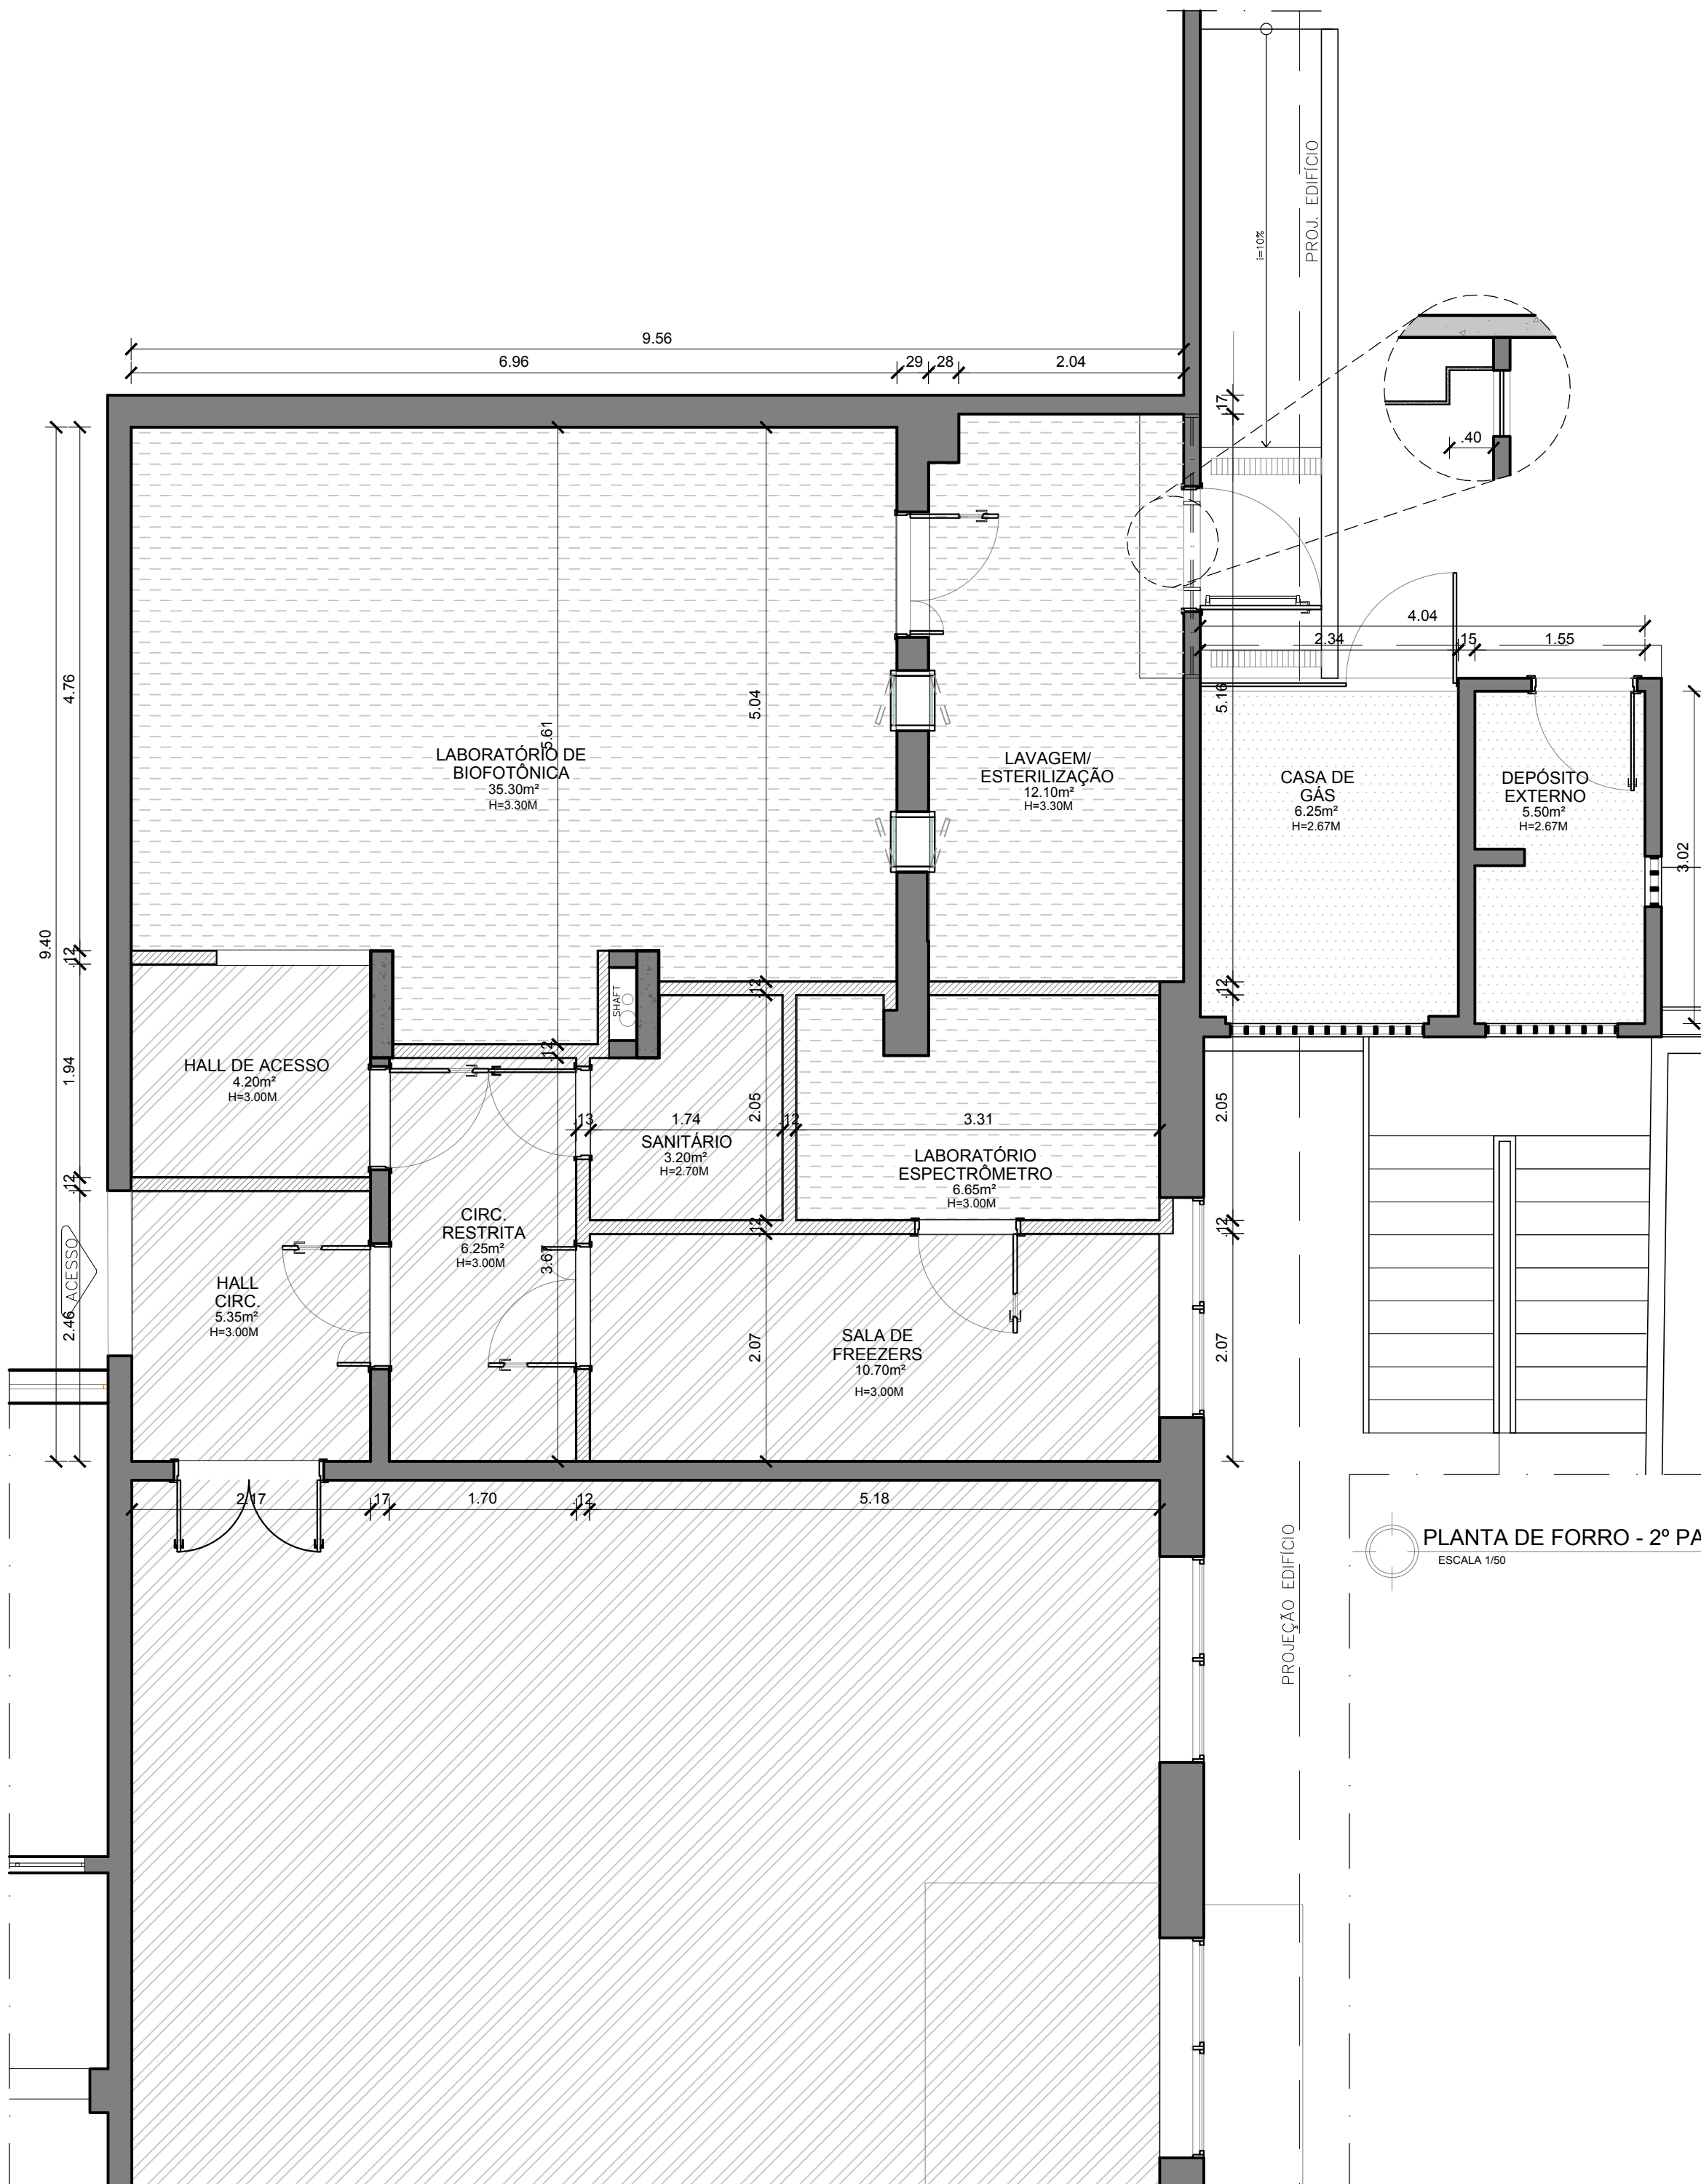 PROJ. EDIFÍCIO
i=10%
9.56
6.96
29
28
2.04
17
.40
4.04
2.34
15
1.55
9.40
4.76
5.61
5.04
5.16
3.02
LABORATÓRIO DE
BIOFOTÔNICA
35.30m²
H=3.30M
LAVAGEM/
ESTERILIZAÇÃO
12.10m²
H=3.30M
CASA DE
GÁS
6.25m²
H=2.67M
DEPÓSITO
EXTERNO
5.50m²
H=2.67M
.12
.12
.12
SHAFT
.12
1.94
HALL DE ACESSO
4.20m²
H=3.00M
.13
1.74
2.05
.12
3.31
2.05
SANITÁRIO
3.20m²
H=2.70M
LABORATÓRIO
ESPECTRÔMETRO
6.65m²
H=3.00M
.12
.12
.12
CIRC.
RESTRITA
6.25m²
H=3.00M
3.67
ACESSO
2.46
HALL
CIRC.
5.35m²
H=3.00M
2.07
SALA DE
FREEZERS
10.70m²
H=3.00M
2.07
2.17
.17
1.70
.12
5.18
PROJEÇÃO EDIFÍCIO
PLANTA DE FORRO - 2º PA
ESCALA 1/50